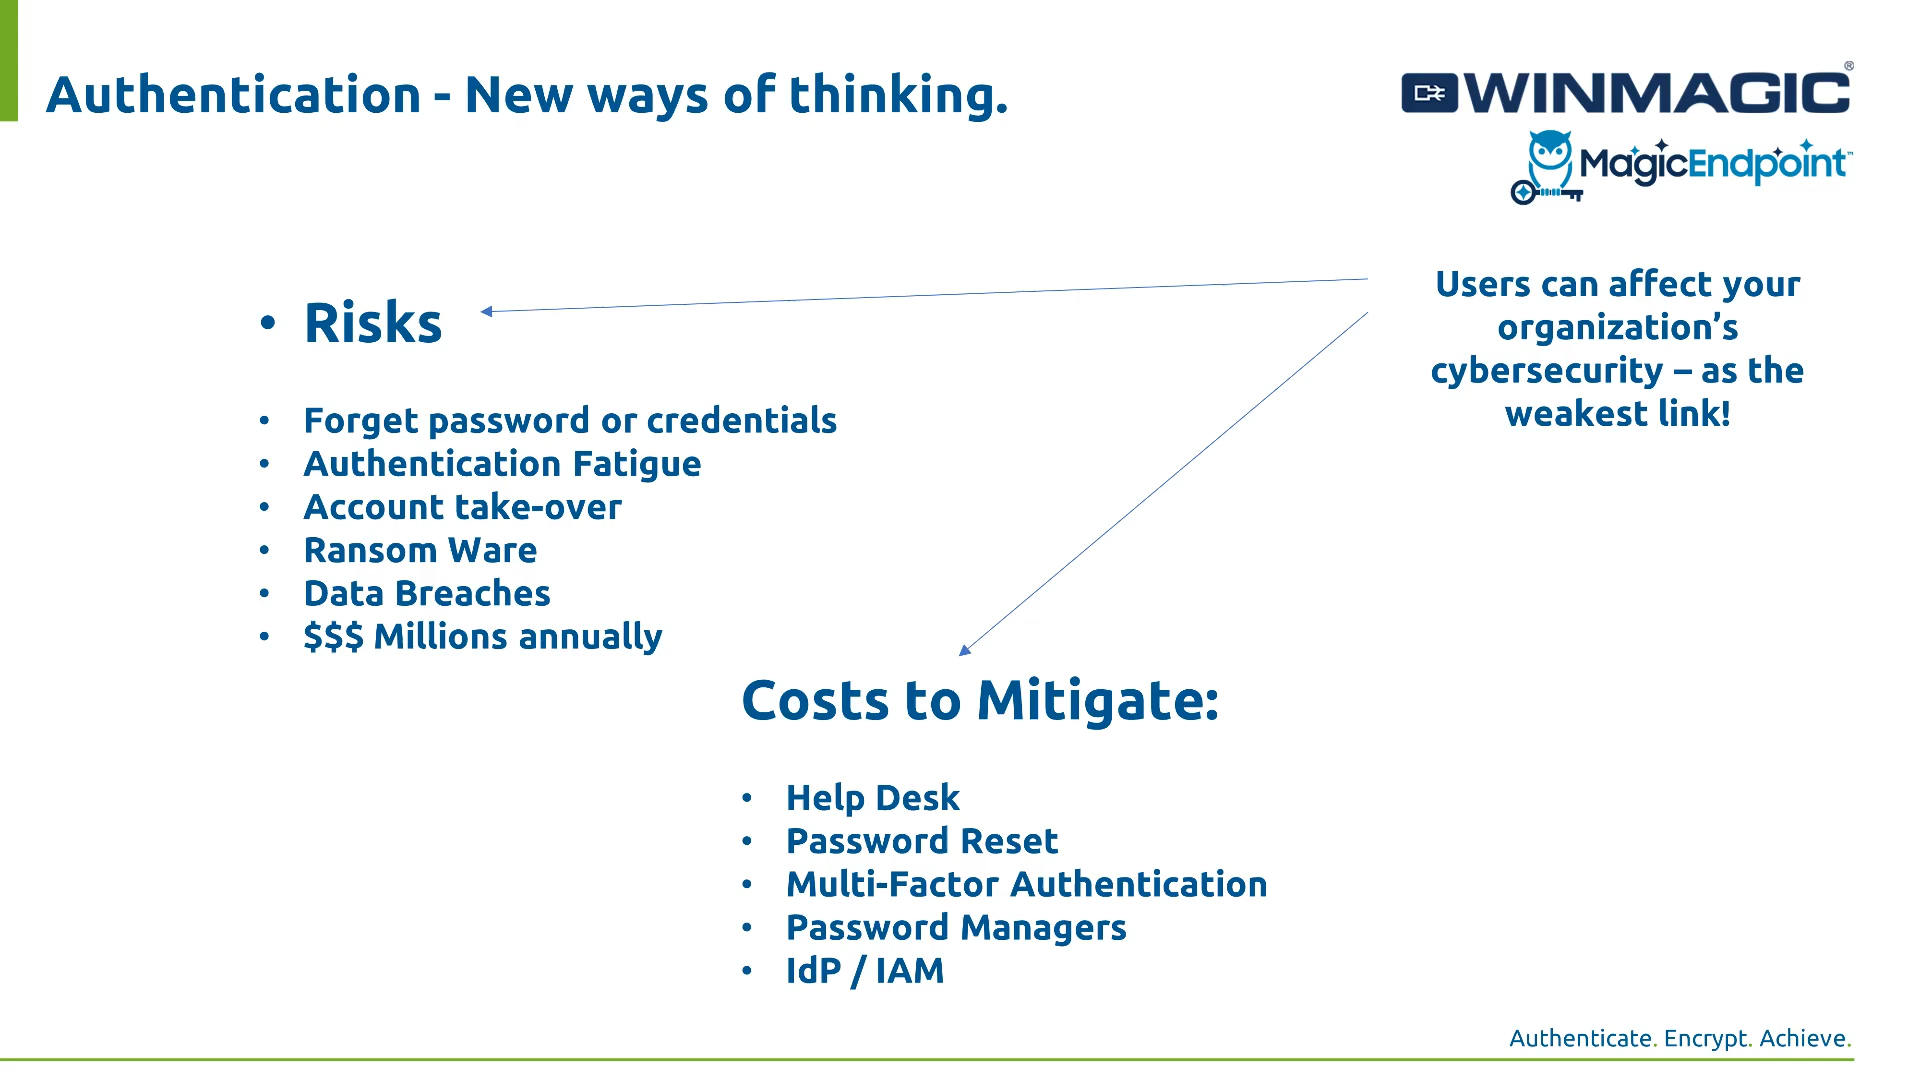 Authentication - New ways of thinking.
WINMAGIC®
MagicEndpoint™
Users can affect your
organization’s
cybersecurity – as the
weakest link!
• Risks
• Forget password or credentials
• Authentication Fatigue
• Account take-over
• Ransom Ware
• Data Breaches
• $$$ Millions annually
Costs to Mitigate:
• Help Desk
• Password Reset
• Multi-Factor Authentication
• Password Managers
• IdP / IAM
Authenticate. Encrypt. Achieve.